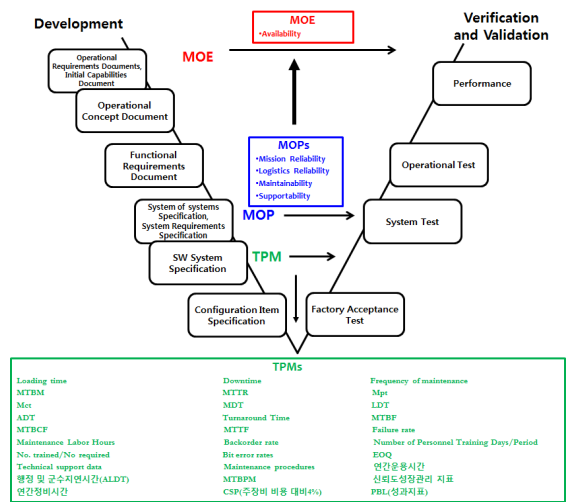 Development
MOE
•Availability
Verification
and Validation
MOE
Operational
Requirements Documents,
Initial Capabilities
Document
Performance
Operational
Concept Document
MOPs
•Mission Reliability
•Logistics Reliability
•Maintainability
•Supportability
Functional
Requirements
Document
Operational Test
System of systems
Specification,
System Requirements
Specification
MOP
System Test
SW System
Specification
TPM
Configuration Item
Specification
Factory Acceptance
Test
TPMs
Loading time Downtime Frequency of maintenance
MTBM MTTR Mpt
Mct MDT LDT
ADT Turnaround Time MTBF
MTBCF MTTF Failure rate
Maintenance Labor Hours Backorder rate Number of Personnel Training Days/Period
No. trained/No required Bit error rates EOQ
Technical support data Maintenance procedures 연간운용시간
행정 및 군수지연시간(ALDT) MTBPM 신뢰도성장관리 지표
연간정비시간 CSP(주장비 비용 대비4%) PBL(성과지표)